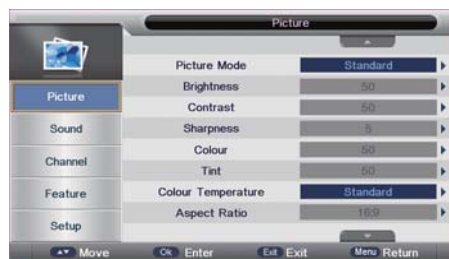 Picture
Picture Mode Standard
Brightness 50
Contrast 50
Sharpness 5
Colour 50
Tint 50
Colour Temperature Standard
Aspect Ratio 16:9
Picture
Sound
Channel
Feature
Setup
Move Ok Enter Exit Exit Menu Return